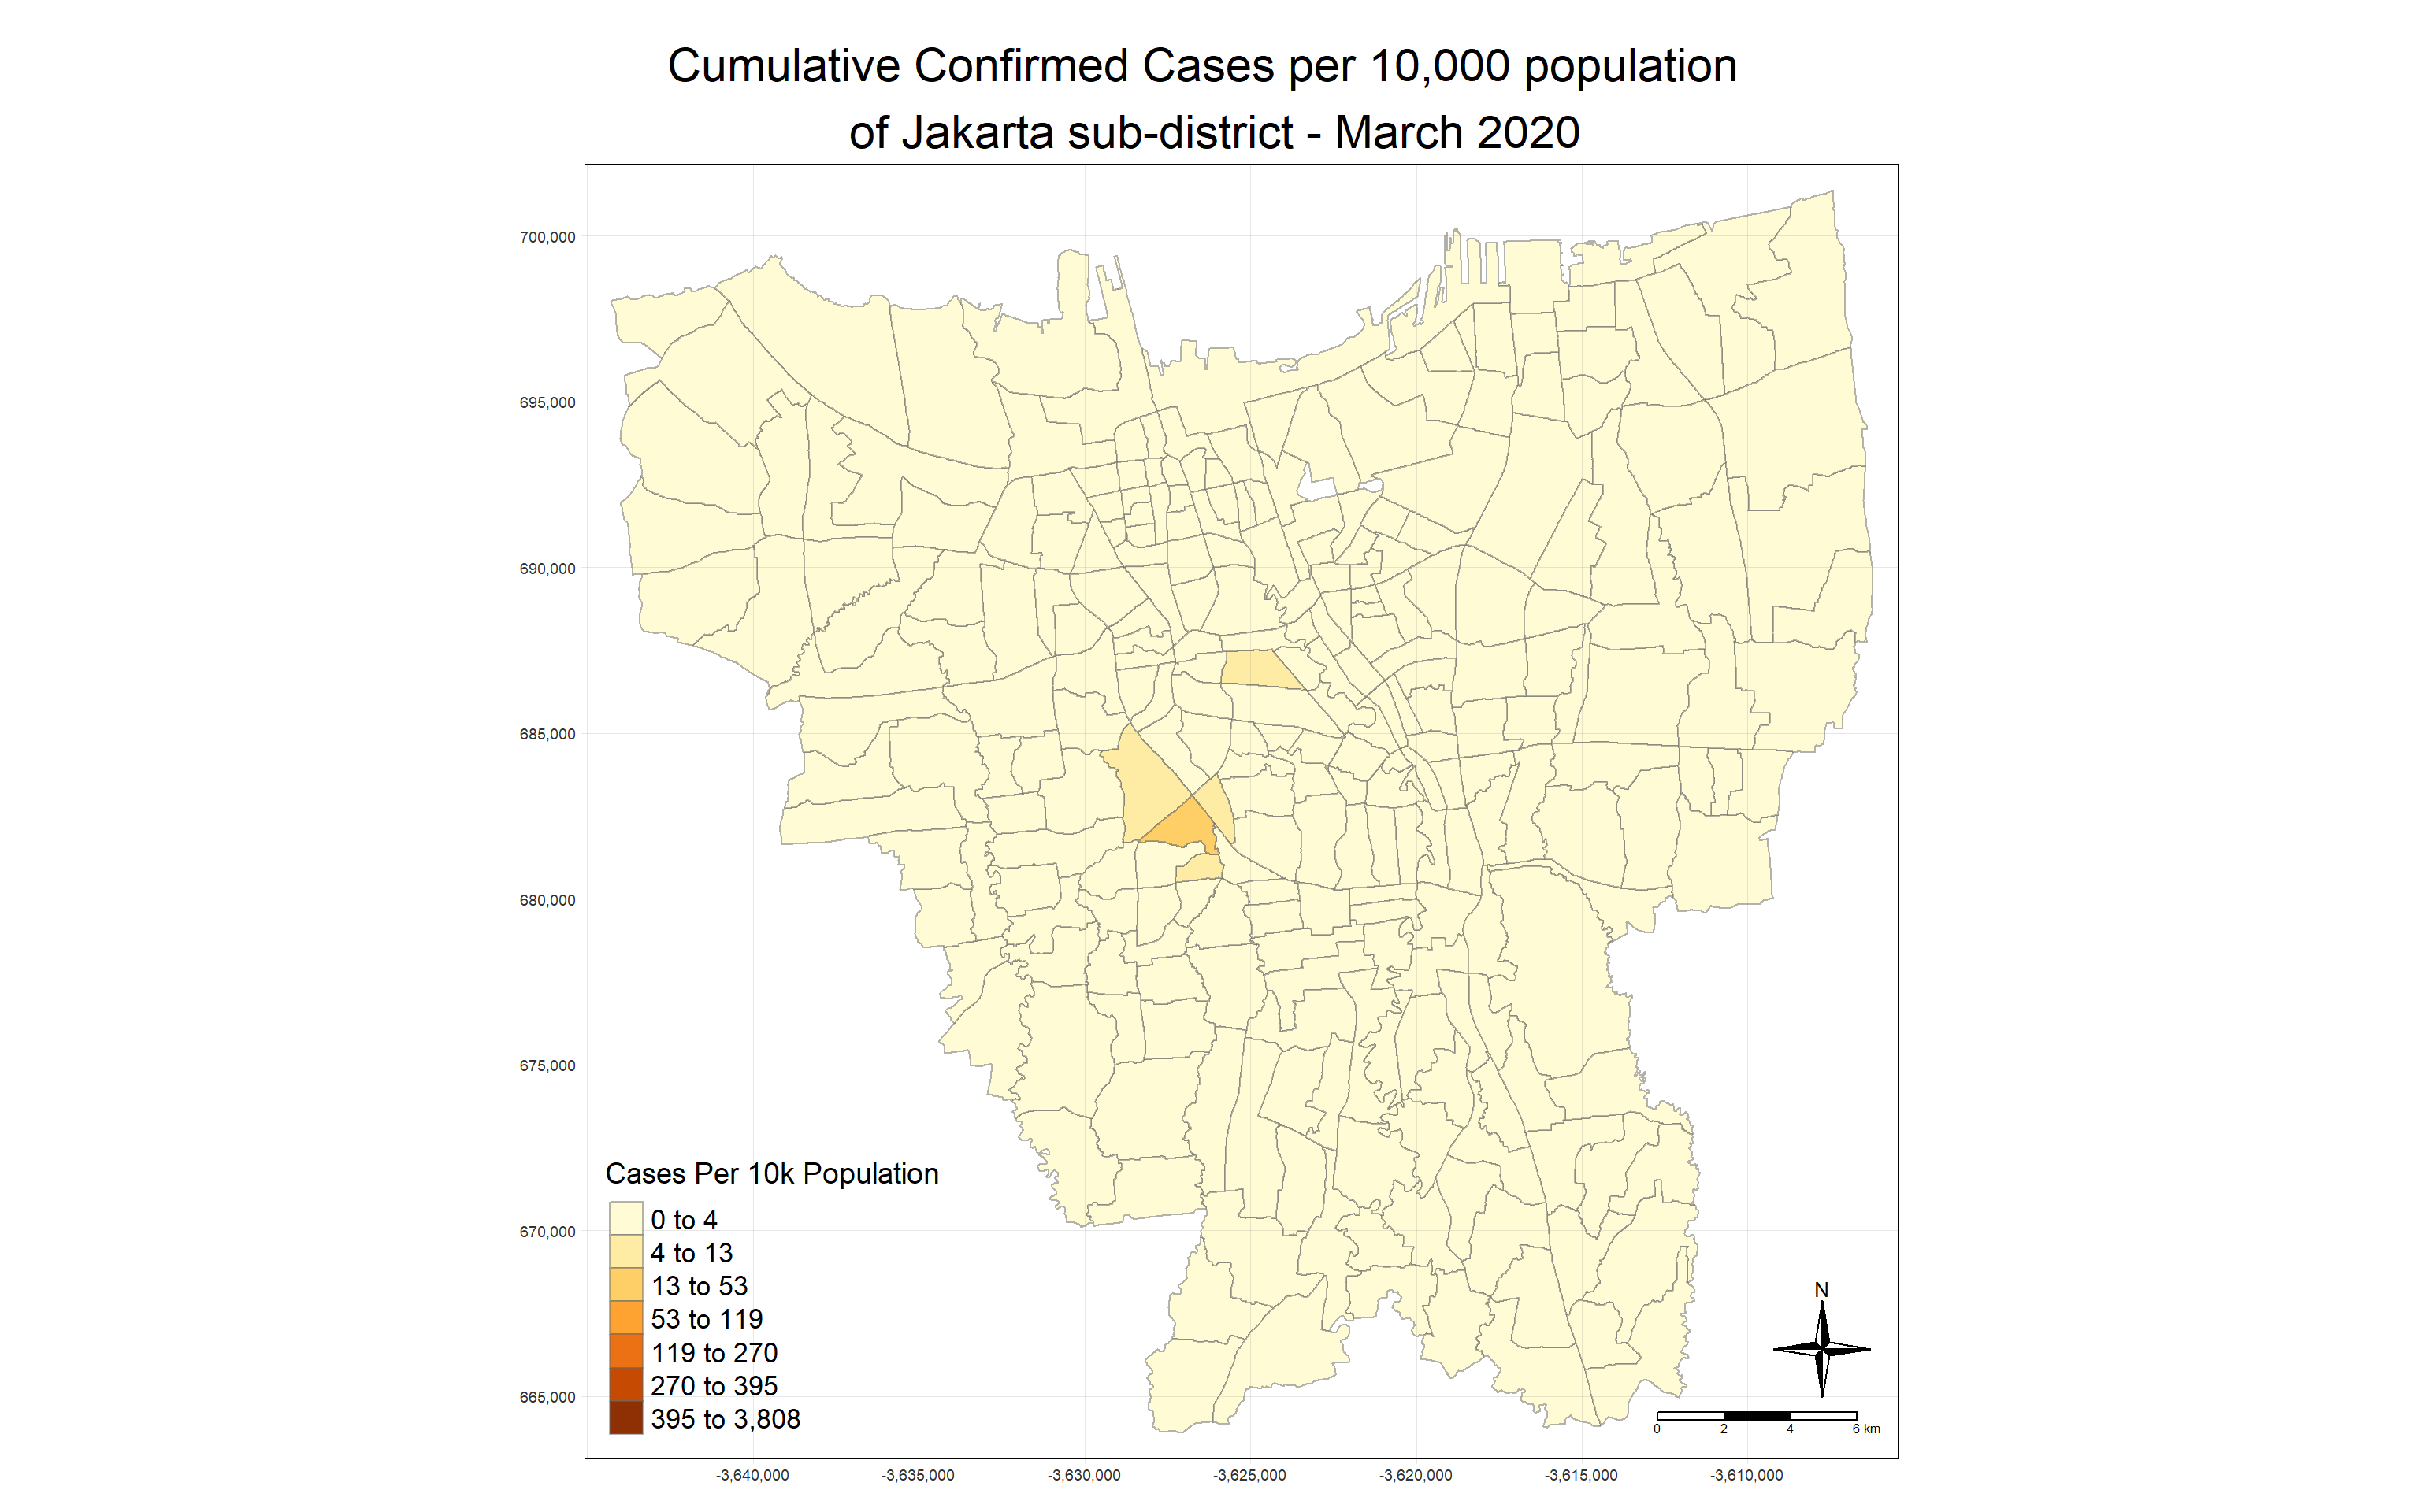 Cumulative Confirmed Cases per 10,000 population
of Jakarta sub-district - March 2020
700,000
695,000
690,000
685,000
680,000
675,000
670,000
665,000
Cases Per 10k Population
0 to 4
4 to 13
13 to 53
53 to 119
119 to 270
270 to 395
395 to 3,808
N
0 2 4 6 km
-3,640,000 -3,635,000 -3,630,000 -3,625,000 -3,620,000 -3,615,000 -3,610,000